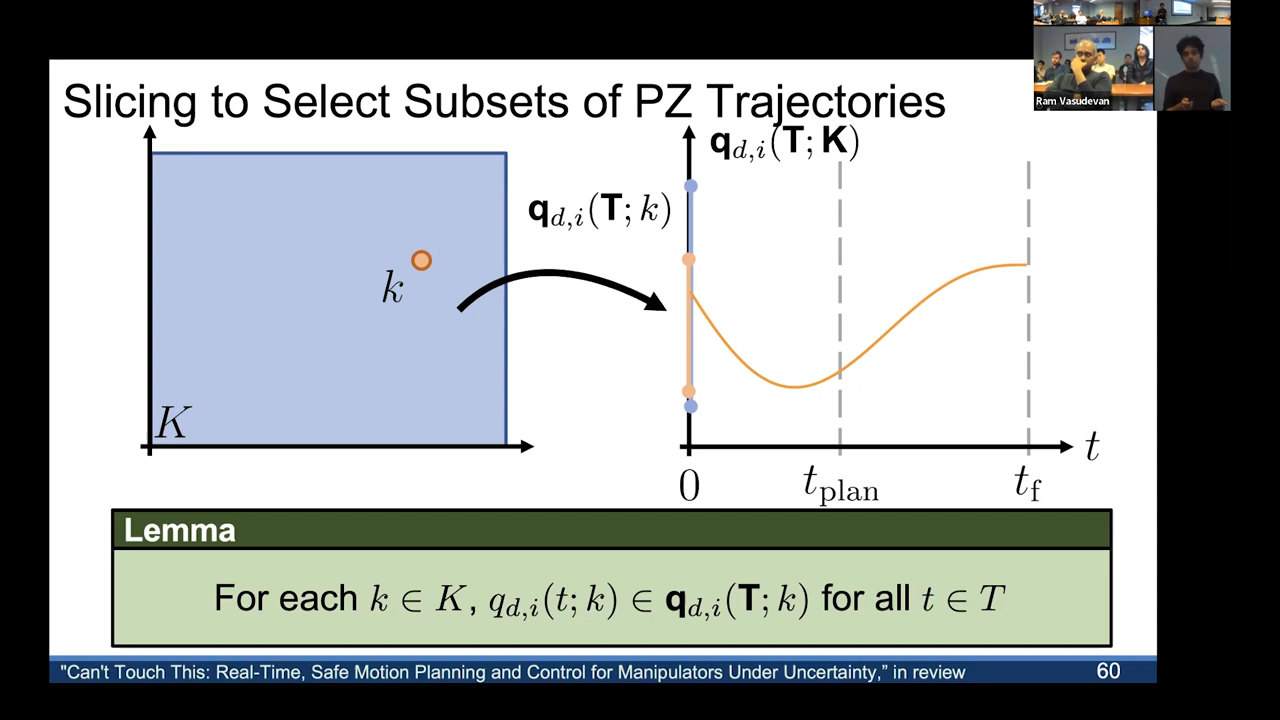 Ram Vasudevan
Slicing to Select Subsets of PZ Trajectories
q_{d,i}(T; K)
q_{d,i}(T; k)
k
K
t
0
t_plan
t_f
Lemma
For each k ∈ K, q_{d,i}(t; k) ∈ q_{d,i}(T; k) for all t ∈ T
"Can't Touch This: Real-Time, Safe Motion Planning and Control for Manipulators Under Uncertainty,” in review
60